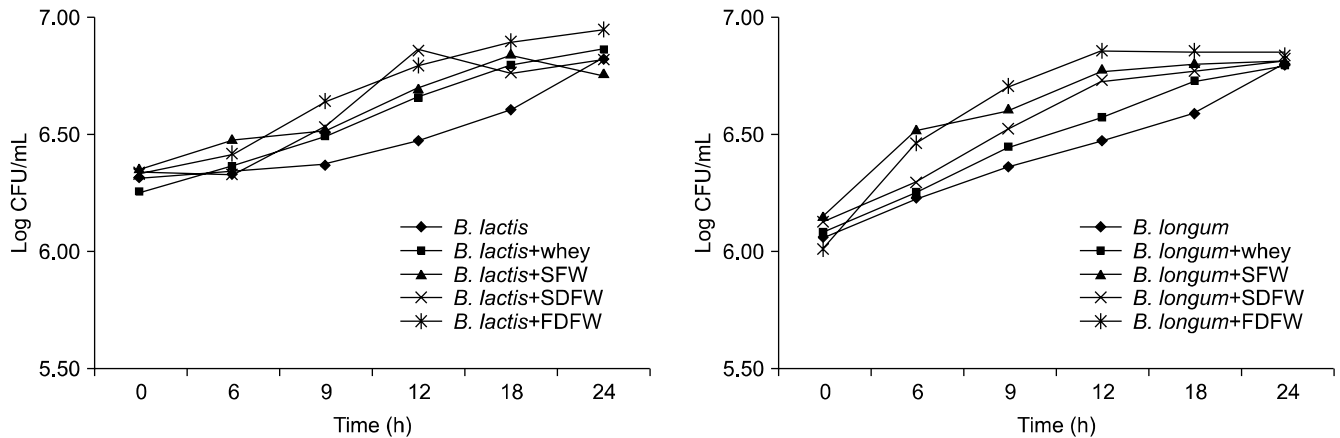 7.00
6.50
6.00
5.50
Log CFU/mL
B. lactis
B. lactis+whey
B. lactis+SFW
B. lactis+SDFW
B. lactis+FDFW
0 6 9 12 18 24
Time (h)
7.00
6.50
6.00
5.50
Log CFU/mL
B. longum
B. longum+whey
B. longum+SFW
B. longum+SDFW
B. longum+FDFW
0 6 9 12 18 24
Time (h)